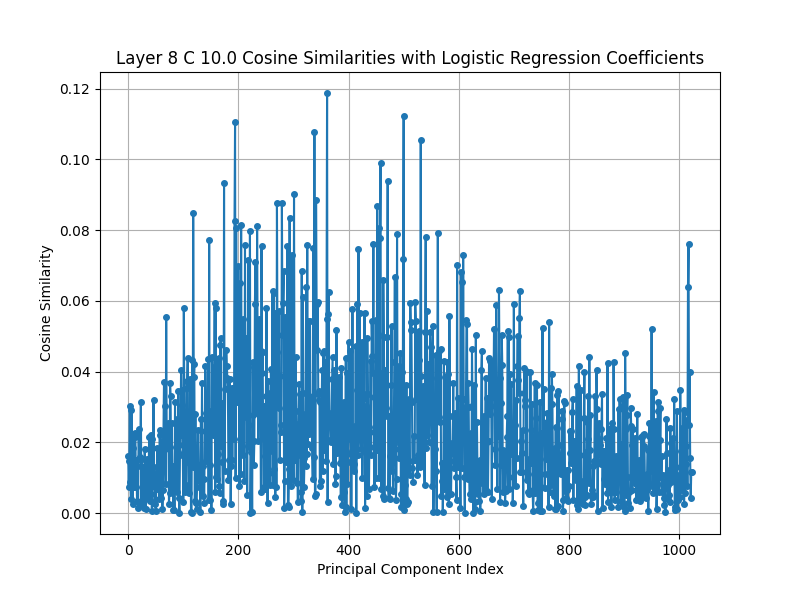 Layer 8 C 10.0 Cosine Similarities with Logistic Regression Coefficients
0.12
0.10
0.08
0.06
0.04
0.02
0.00
Cosine Similarity
0 200 400 600 800 1000
Principal Component Index